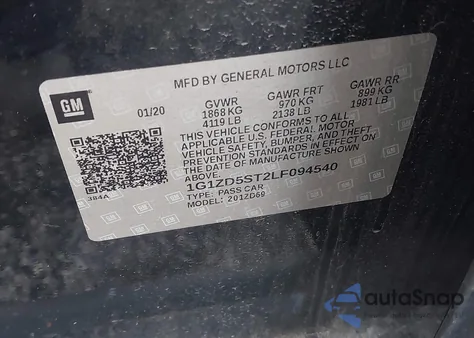 MFD BY GENERAL MOTORS LLC
GM
01/20
GVWR GAWR FRT GAWR RR
1868 KG 970 KG 899 KG
4119 LB 2138 LB 1981 LB
THIS VEHICLE CONFORMS TO ALL
APPLICABLE U.S. FEDERAL MOTOR
VEHICLE SAFETY, BUMPER, AND THEFT
PREVENTION STANDARDS IN EFFECT ON
THE DATE OF MANUFACTURE SHOWN
ABOVE.
1G1ZD5ST2LF094540
TYPE: PASS CAR
MODEL: 201ZD69
384A
autoSnap